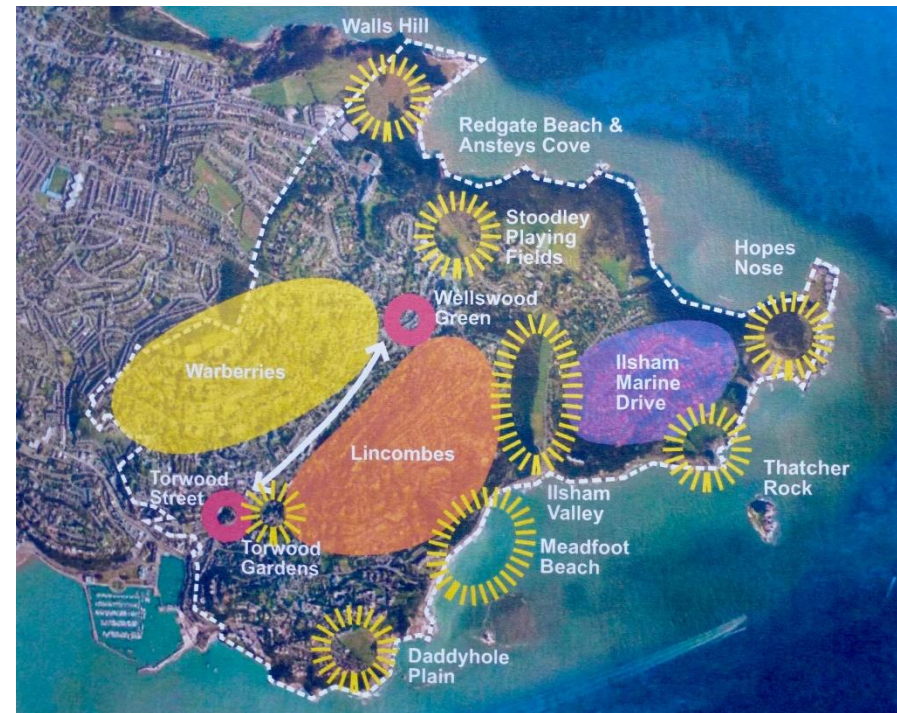 Walls Hill
Redgate Beach &
Ansteys Cove
Stoodley
Playing
Fields
Hopes
Nose
Wellswood
Green
Warberries
Ilsham
Marine
Drive
Lincombes
Torwood
Street
Thatcher
Rock
Ilsham
Valley
Torwood
Gardens
Meadfoot
Beach
Daddyhole
Plain